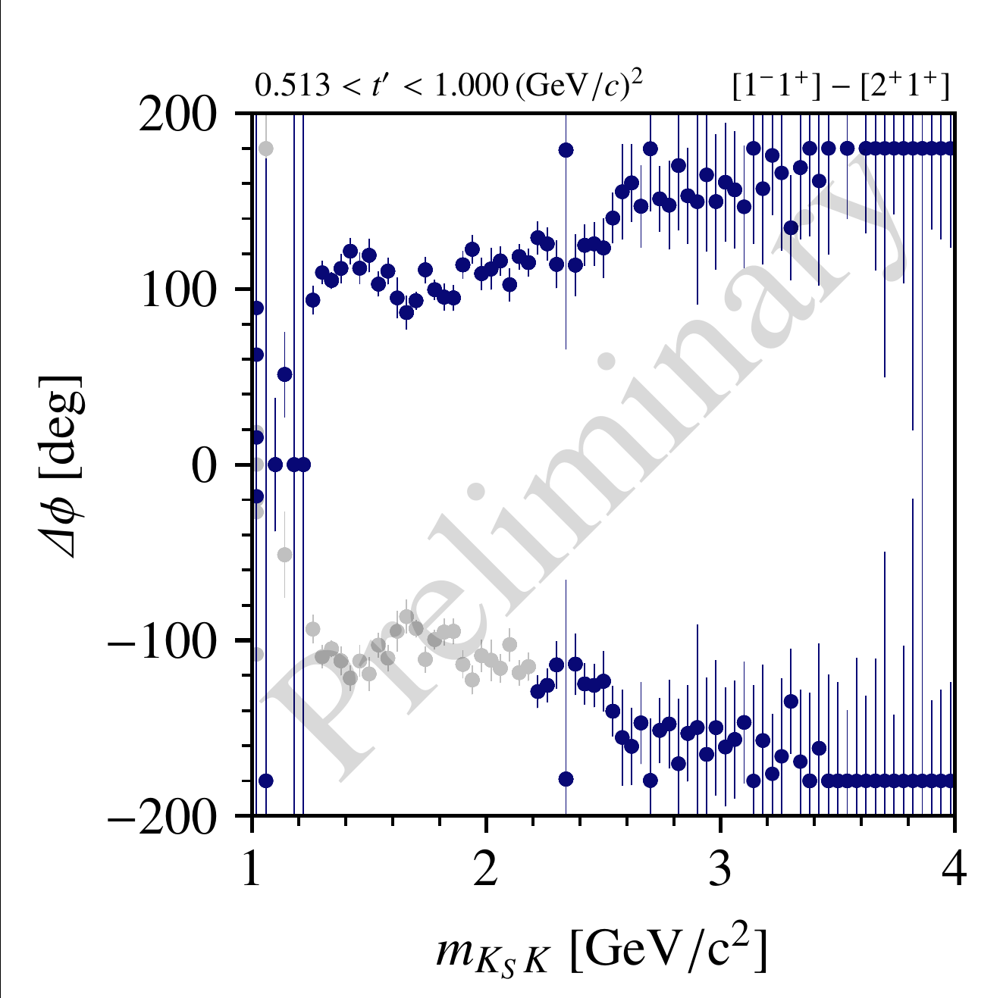 0.513 < t′ < 1.000 (GeV/c)² [1⁻1⁺] − [2⁺1⁺]
200
100
0
−100
−200
Δϕ [deg]
Preliminary
1 2 3 4
m_{K_S K} [GeV/c²]